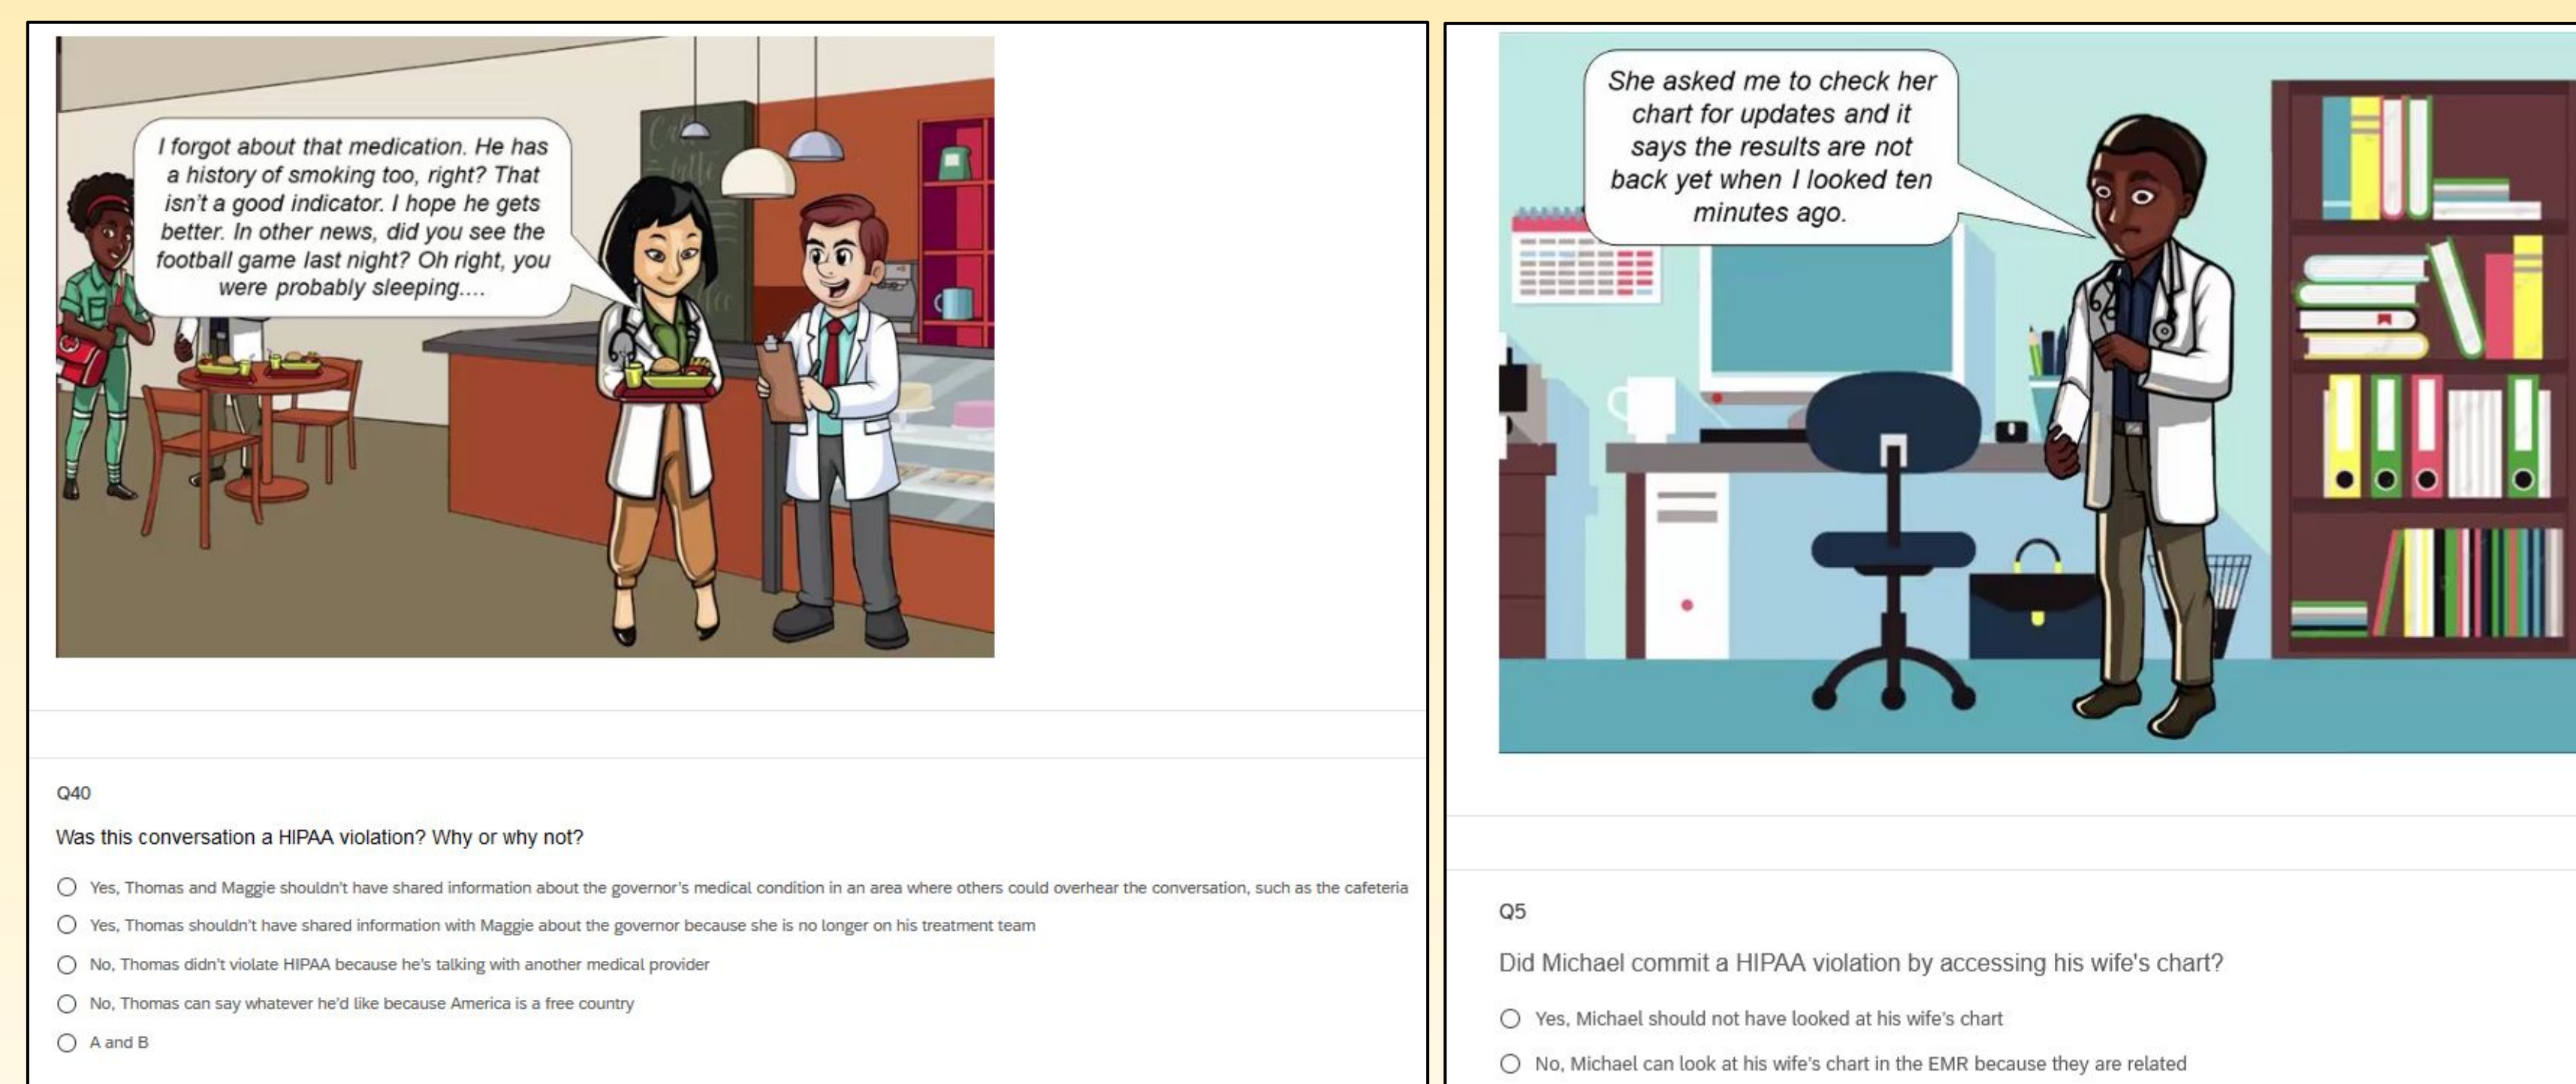 I forgot about that medication. He has
a history of smoking too, right? That
isn't a good indicator. I hope he gets
better. In other news, did you see the
football game last night? Oh right, you
were probably sleeping....
Q40
Was this conversation a HIPAA violation? Why or why not?
Yes, Thomas and Maggie shouldn't have shared information about the governor's medical condition in an area where others could overhear the conversation, such as the cafeteria
Yes, Thomas shouldn't have shared information with Maggie about the governor because she is no longer on his treatment team
No, Thomas didn't violate HIPAA because he's talking with another medical provider
No, Thomas can say whatever he'd like because America is a free country
A and B
She asked me to check her
chart for updates and it
says the results are not
back yet when I looked ten
minutes ago.
Q5
Did Michael commit a HIPAA violation by accessing his wife's chart?
Yes, Michael should not have looked at his wife's chart
No, Michael can look at his wife's chart in the EMR because they are related